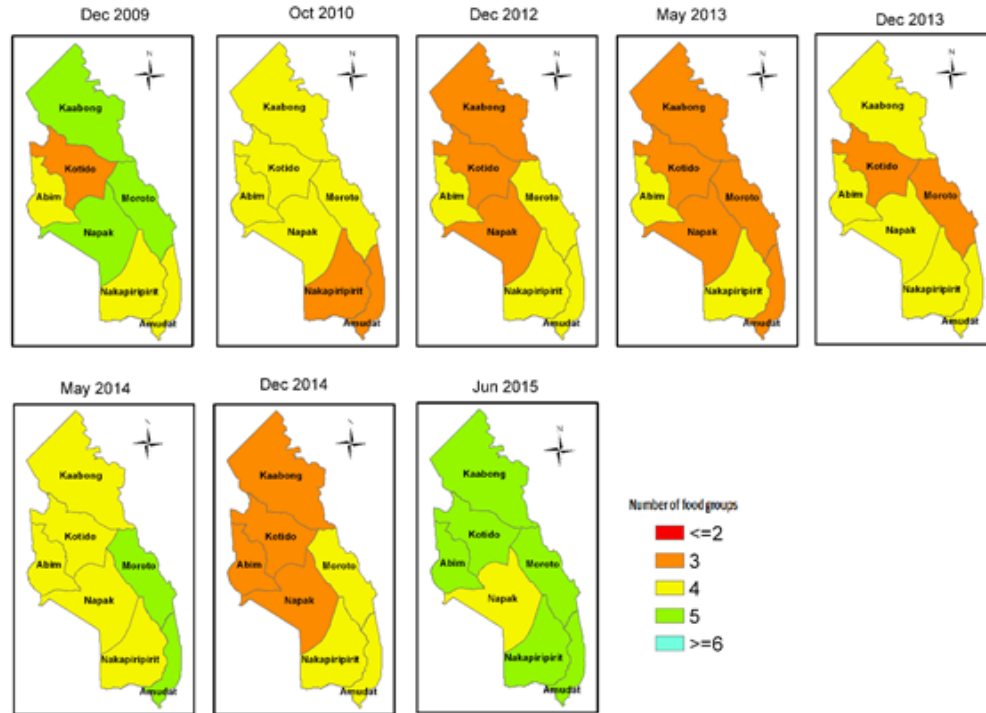 Dec 2009
Oct 2010
Dec 2012
May 2013
Dec 2013
N
Kaabong
Kotido
Abim
Moroto
Napak
Nakapiripirit
Amudat
N
Kaabong
Kotido
Abim
Moroto
Napak
Nakapiripirit
Amudat
N
Kaabong
Kotido
Abim
Moroto
Napak
Nakapiripirit
Amudat
N
Kaabong
Kotido
Abim
Moroto
Napak
Nakapiripirit
Amudat
N
Kaabong
Kotido
Abim
Moroto
Napak
Nakapiripirit
Amudat
May 2014
Dec 2014
Jun 2015
N
Kaabong
Kotido
Abim
Moroto
Napak
Nakapiripirit
Amudat
N
Kaabong
Kotido
Abim
Moroto
Napak
Nakapiripirit
Amudat
N
Kaabong
Kotido
Abim
Moroto
Napak
Nakapiripirit
Amudat
Number of food groups
<=2
3
4
5
>=6